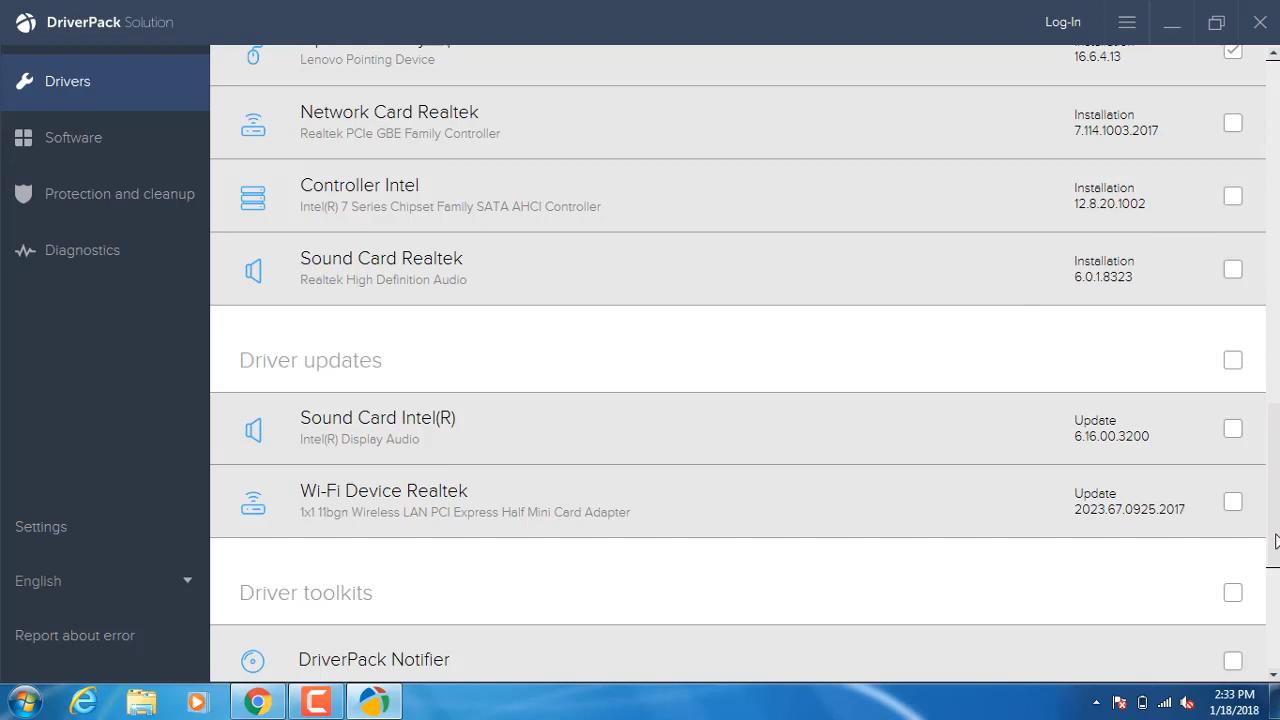 DriverPack Solution
Log-In
Drivers
Software
Protection and cleanup
Diagnostics
Settings
English
Report about error
Lenovo Pointing Device
16.6.4.13
Network Card Realtek
Realtek PCIe GBE Family Controller
Installation
7.114.1003.2017
Controller Intel
Intel(R) 7 Series Chipset Family SATA AHCI Controller
Installation
12.8.20.1002
Sound Card Realtek
Realtek High Definition Audio
Installation
6.0.1.8323
Driver updates
Sound Card Intel(R)
Intel(R) Display Audio
Update
6.16.00.3200
Wi-Fi Device Realtek
1x1 11bgn Wireless LAN PCI Express Half Mini Card Adapter
Update
2023.67.0925.2017
Driver toolkits
DriverPack Notifier
2:33 PM
1/18/2018